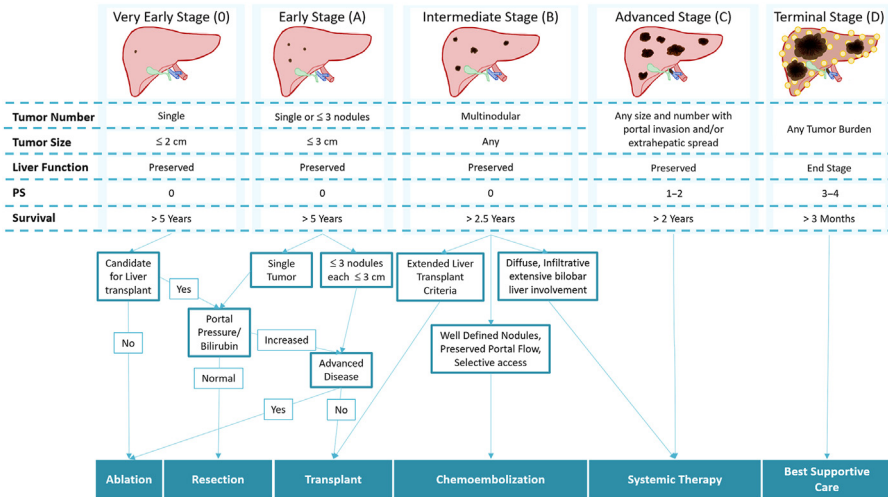 Very Early Stage (0)
Early Stage (A)
Intermediate Stage (B)
Advanced Stage (C)
Terminal Stage (D)
Tumor Number
Single
Single or ≤ 3 nodules
Multinodular
Any size and number with
portal invasion and/or
extrahepatic spread
Any Tumor Burden
Tumor Size
≤ 2 cm
≤ 3 cm
Any
Liver Function
Preserved
Preserved
Preserved
Preserved
End Stage
PS
0
0
0
1–2
3–4
Survival
> 5 Years
> 5 Years
> 2.5 Years
> 2 Years
> 3 Months
Candidate
for Liver
transplant
Single
Tumor
≤ 3 nodules
each ≤ 3 cm
Extended Liver
Transplant
Criteria
Diffuse, Infiltrative
extensive bilobar
liver involvement
Yes
Portal
Pressure/
Bilirubin
No
Increased
Well Defined Nodules,
Preserved Portal Flow,
Selective access
Advanced
Disease
Normal
Yes
No
Ablation
Resection
Transplant
Chemoembolization
Systemic Therapy
Best Supportive
Care